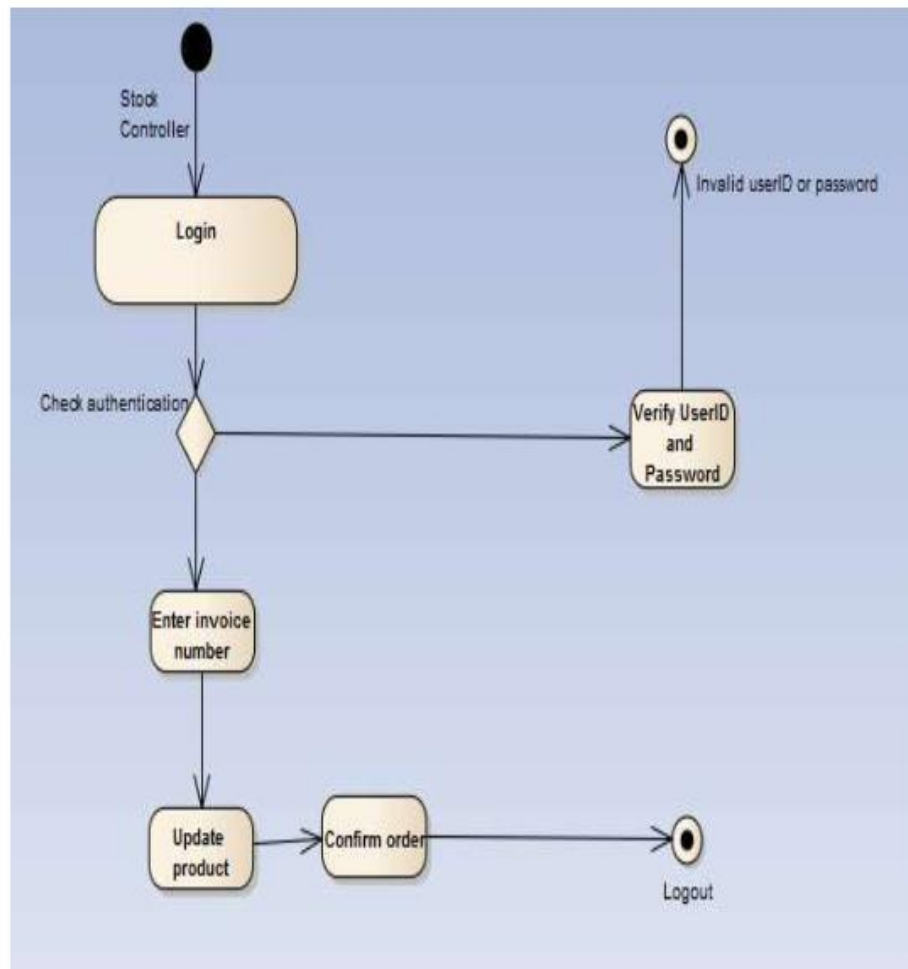 Stock
Controller
Login
Invalid userID or password
Check authentication
Verify UserID
and
Password
Enter invoice
number
Update
product
Confirm order
Logout